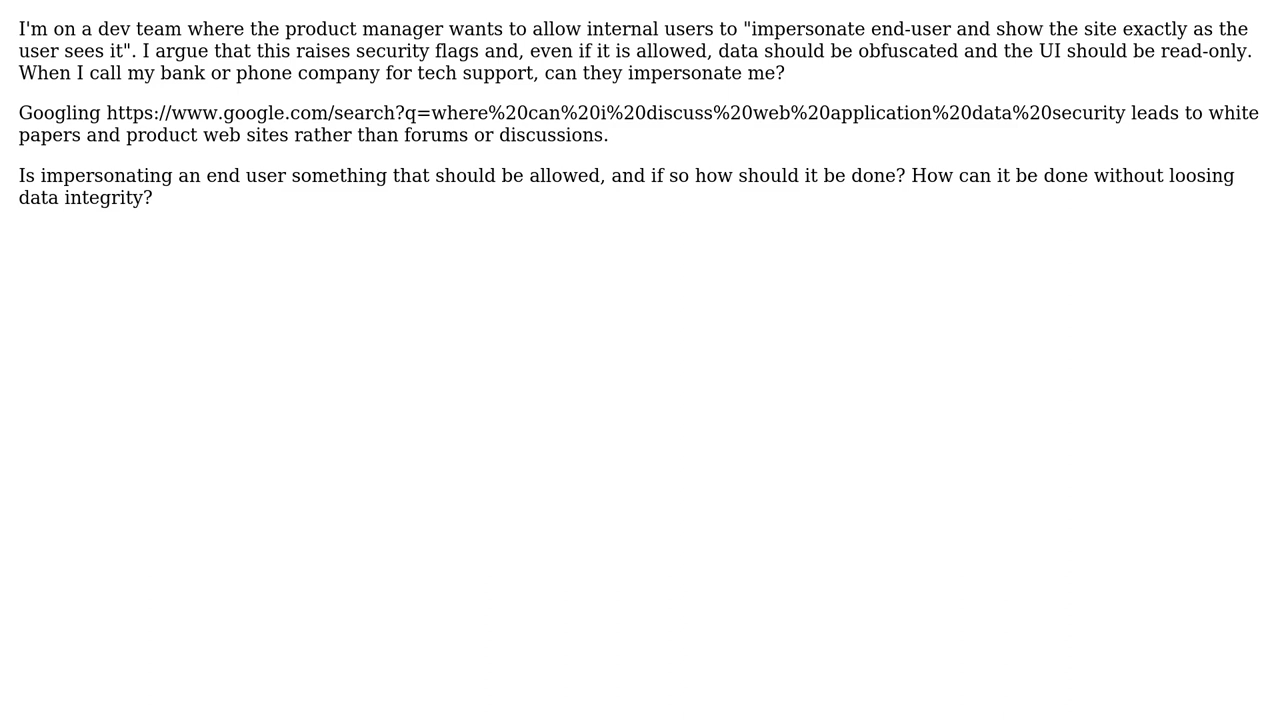 I'm on a dev team where the product manager wants to allow internal users to "impersonate end-user and show the site exactly as the
user sees it". I argue that this raises security flags and, even if it is allowed, data should be obfuscated and the UI should be read-only.
When I call my bank or phone company for tech support, can they impersonate me?
Googling https://www.google.com/search?q=where%20can%20i%20discuss%20web%20application%20data%20security leads to white
papers and product web sites rather than forums or discussions.
Is impersonating an end user something that should be allowed, and if so how should it be done? How can it be done without loosing
data integrity?